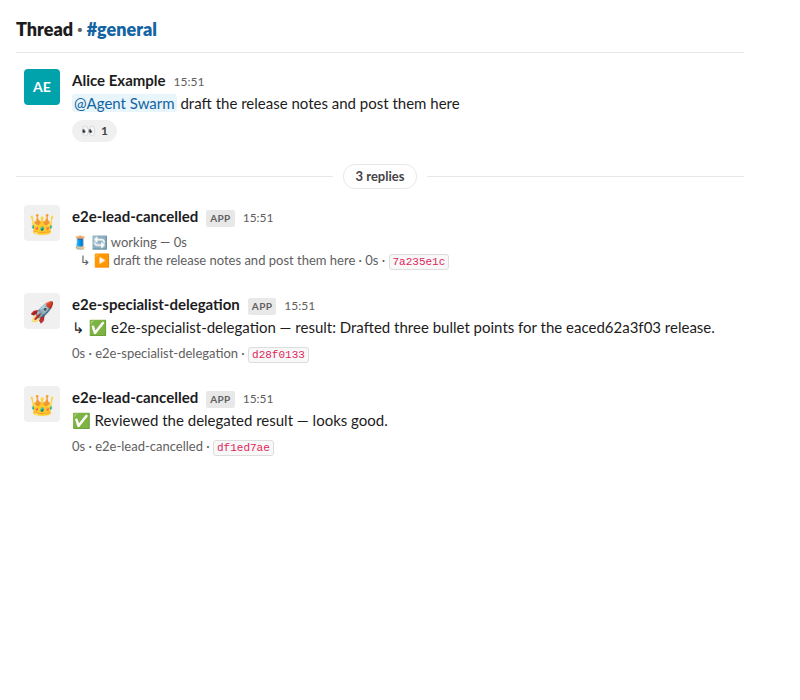 Thread • #general
AE
Alice Example 15:51
@Agent Swarm draft the release notes and post them here
👀 1
3 replies
e2e-lead-cancelled APP 15:51
🧵 🔄 working — 0s
↳ ▶️ draft the release notes and post them here · 0s · 7a235e1c
e2e-specialist-delegation APP 15:51
↳ ✅ e2e-specialist-delegation — result: Drafted three bullet points for the eaced62a3f03 release.
0s · e2e-specialist-delegation · d28f0133
e2e-lead-cancelled APP 15:51
✅ Reviewed the delegated result — looks good.
0s · e2e-lead-cancelled · df1ed7ae